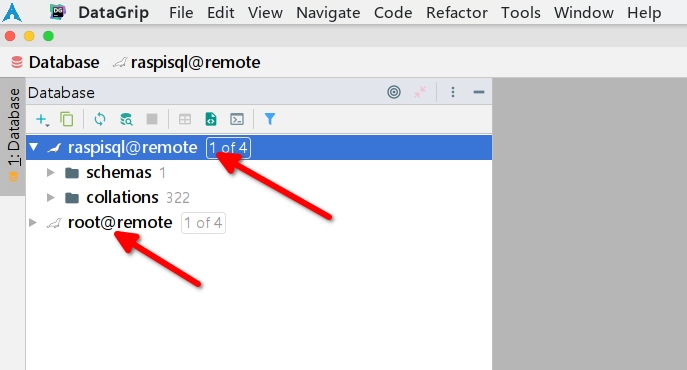 DataGrip File Edit View Navigate Code Refactor Tools Window Help
Database raspisql@remote
1: Database
Database
raspisql@remote 1 of 4
schemas 1
collations 322
root@remote 1 of 4